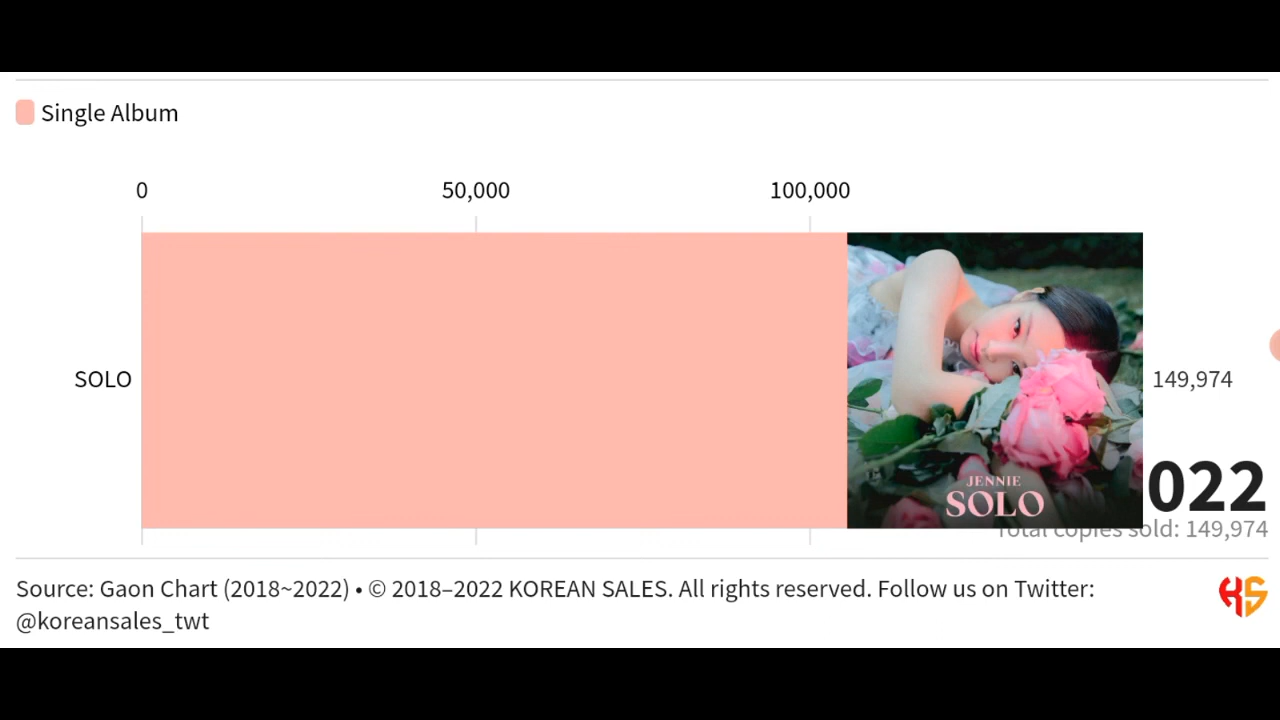 Single Album
0 50,000 100,000
SOLO
149,974
JENNIE
SOLO
022
Total copies sold: 149,974
Source: Gaon Chart (2018~2022) • © 2018–2022 KOREAN SALES. All rights reserved. Follow us on Twitter:
@koreansales_twt
KS